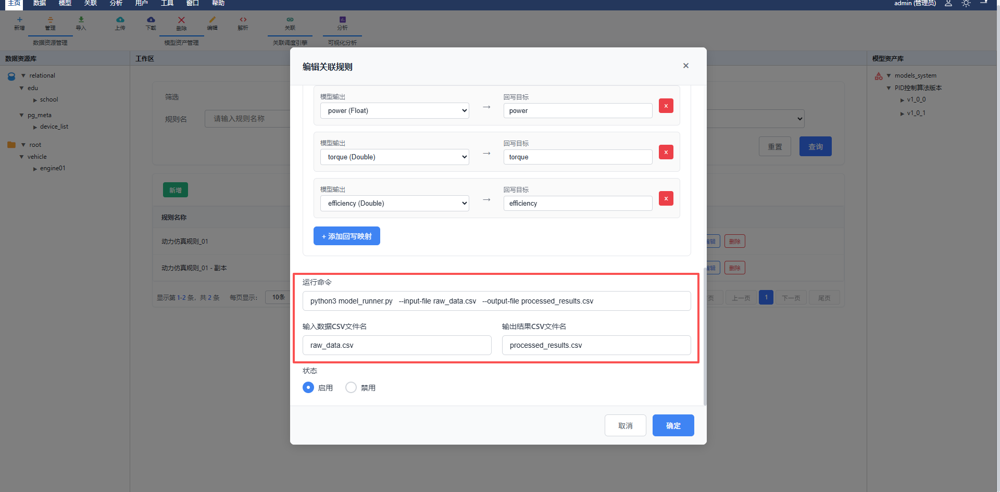 主页 数据 模型 关联 分析 用户 工具 窗口 帮助
admin (管理员)
新增 管理 导入 上传 下载 删除 编辑 解析 关联 分析
数据资源管理 模型资产管理 关联调度引擎 可视化分析
数据资源库
relational
edu
school
pg_meta
device_list
root
vehicle
engine01
工作区
筛选
规则名
请输入规则名称
重置
查询
新增
规则名称
动力仿真规则_01
编辑
删除
动力仿真规则_01 - 副本
编辑
删除
显示第 1-2 条, 共 2 条 每页显示: 10条
页 上一页 1 下一页 尾页
编辑关联规则
×
模型输出 回写目标
power (Float) → power x
模型输出 回写目标
torque (Double) → torque x
模型输出 回写目标
efficiency (Double) → efficiency x
+ 添加回写映射
运行命令
python3 model_runner.py --input-file raw_data.csv --output-file processed_results.csv
输入数据CSV文件名 输出结果CSV文件名
raw_data.csv processed_results.csv
状态
启用 禁用
取消 确定
模型资产库
models_system
PID控制算法版本
v1_0_0
v1_0_1